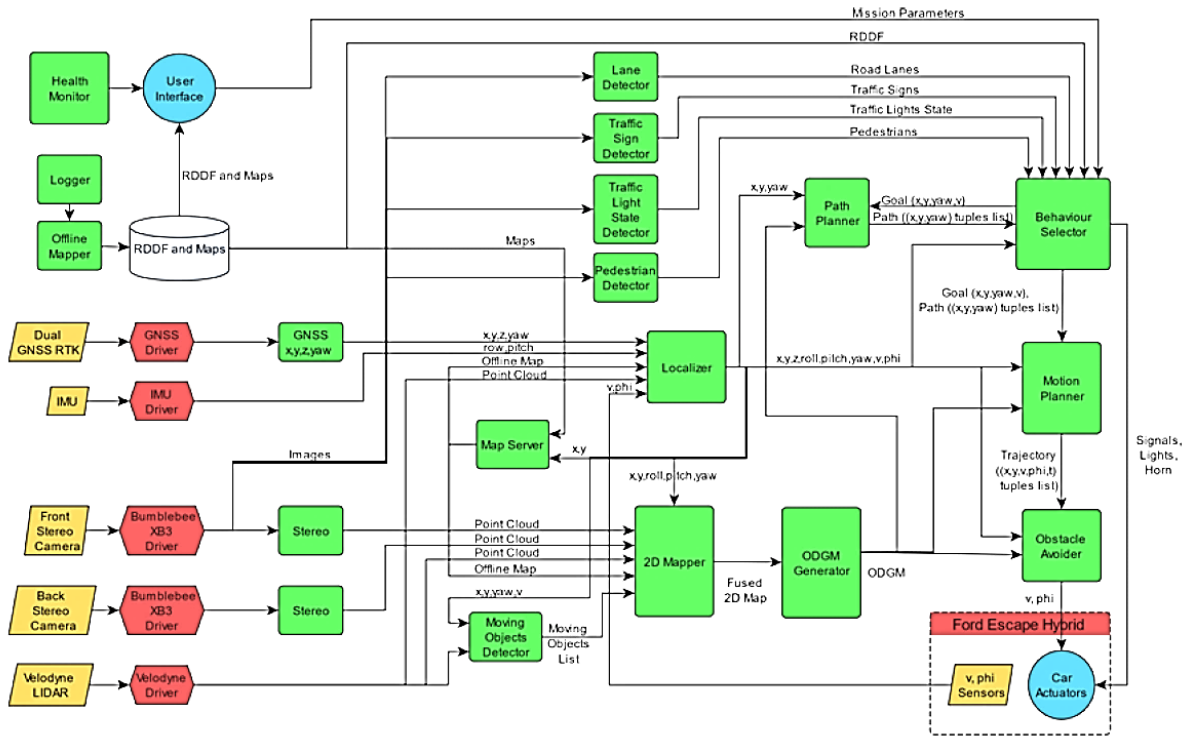 Mission Parameters
RDDF
Health
Monitor
User
Interface
Lane
Detector
Road Lanes
Traffic Signs
Traffic
Sign
Detector
Traffic Lights State
Pedestrians
Logger
RDDF and Maps
Traffic
Light
State
Detector
x,y,yaw
Path
Planner
Goal (x,y,yaw,v)
Path ((x,y,yaw) tuples list)
Behaviour
Selector
Offline
Mapper
RDDF and Maps
Maps
Pedestrian
Detector
Goal (x,y,yaw,v),
Path ((x,y,yaw) tuples list)
Dual
GNSS RTK
GNSS
Driver
GNSS
x,y,z,yaw
x,y,z,yaw
row,pitch
Offline Map
Point Cloud
v,phi
Localizer
x,y,z,roll,pitch,yaw,v,phi
Motion
Planner
IMU
IMU
Driver
Map Server
x,y
Images
x,y,roll,pitch,yaw
Trajectory
((x,y,v,phi,t)
tuples list)
Signals,
Lights,
Horn
Front
Stereo
Camera
Bumblebee
XB3
Driver
Stereo
Point Cloud
Point Cloud
Point Cloud
Offline Map
2D Mapper
Fused
2D Map
ODGM
Generator
ODGM
Obstacle
Avoider
Back
Stereo
Camera
Bumblebee
XB3
Driver
Stereo
x,y,yaw,v
Moving
Objects
Detector
Moving
Objects
List
v, phi
Ford Escape Hybrid
Velodyne
LIDAR
Velodyne
Driver
v, phi
Sensors
Car
Actuators